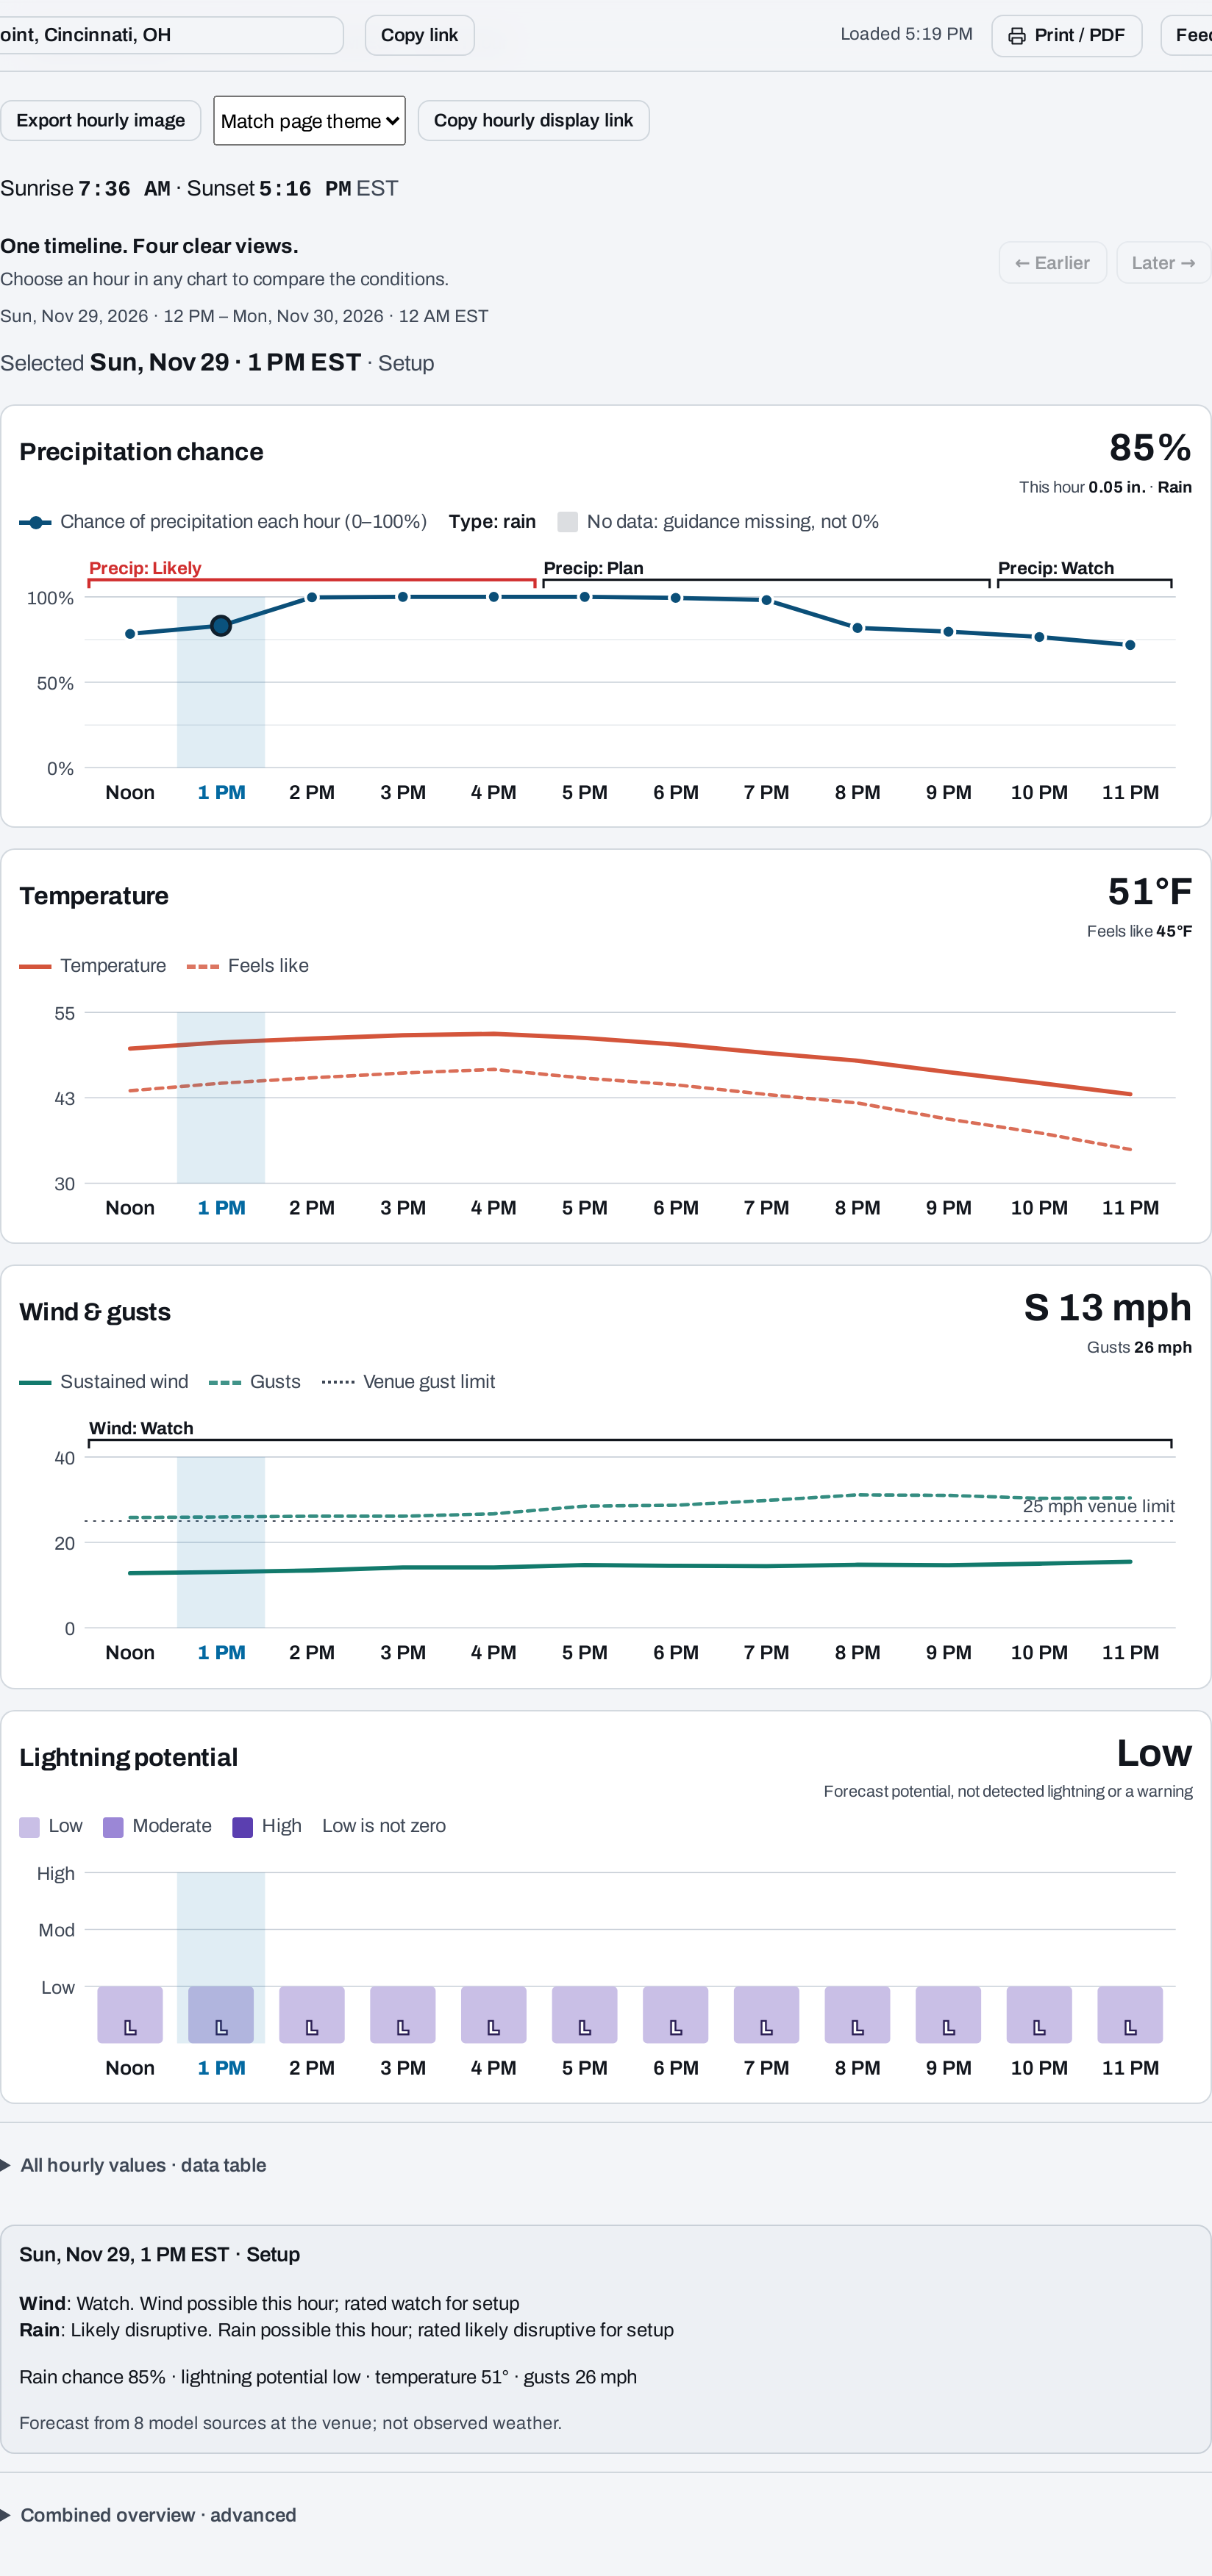 oint, Cincinnati, OH
Copy link
Loaded 5:19 PM
Print / PDF
Feed
Export hourly image
Match page theme
Copy hourly display link
Sunrise 7:36 AM · Sunset 5:16 PM EST
One timeline. Four clear views.
Choose an hour in any chart to compare the conditions.
Sun, Nov 29, 2026 · 12 PM – Mon, Nov 30, 2026 · 12 AM EST
← Earlier
Later →
Selected Sun, Nov 29 · 1 PM EST · Setup
Precipitation chance
85%
This hour 0.05 in. · Rain
Chance of precipitation each hour (0–100%)
Type: rain
No data: guidance missing, not 0%
Precip: Likely
Precip: Plan
Precip: Watch
100%
50%
0%
Noon 1 PM 2 PM 3 PM 4 PM 5 PM 6 PM 7 PM 8 PM 9 PM 10 PM 11 PM
Temperature
51°F
Feels like 45°F
Temperature
Feels like
55
43
30
Noon 1 PM 2 PM 3 PM 4 PM 5 PM 6 PM 7 PM 8 PM 9 PM 10 PM 11 PM
Wind & gusts
S 13 mph
Gusts 26 mph
Sustained wind
Gusts
Venue gust limit
Wind: Watch
40
25 mph venue limit
20
0
Noon 1 PM 2 PM 3 PM 4 PM 5 PM 6 PM 7 PM 8 PM 9 PM 10 PM 11 PM
Lightning potential
Low
Forecast potential, not detected lightning or a warning
Low
Moderate
High
Low is not zero
High
Mod
Low
L L L L L L L L L L L L
Noon 1 PM 2 PM 3 PM 4 PM 5 PM 6 PM 7 PM 8 PM 9 PM 10 PM 11 PM
All hourly values · data table
Sun, Nov 29, 1 PM EST · Setup
Wind: Watch. Wind possible this hour; rated watch for setup
Rain: Likely disruptive. Rain possible this hour; rated likely disruptive for setup
Rain chance 85% · lightning potential low · temperature 51° · gusts 26 mph
Forecast from 8 model sources at the venue; not observed weather.
Combined overview · advanced